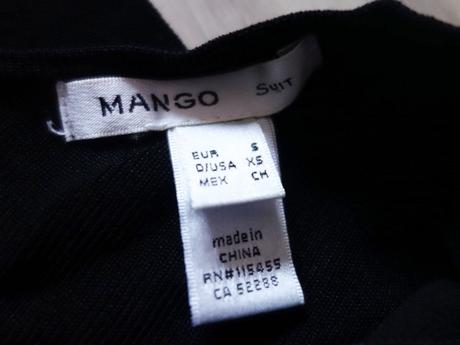 MANGO SUIT
EUR S
D/USA XS
MEX CH
made in
CHINA
RN#115455
CA 52288